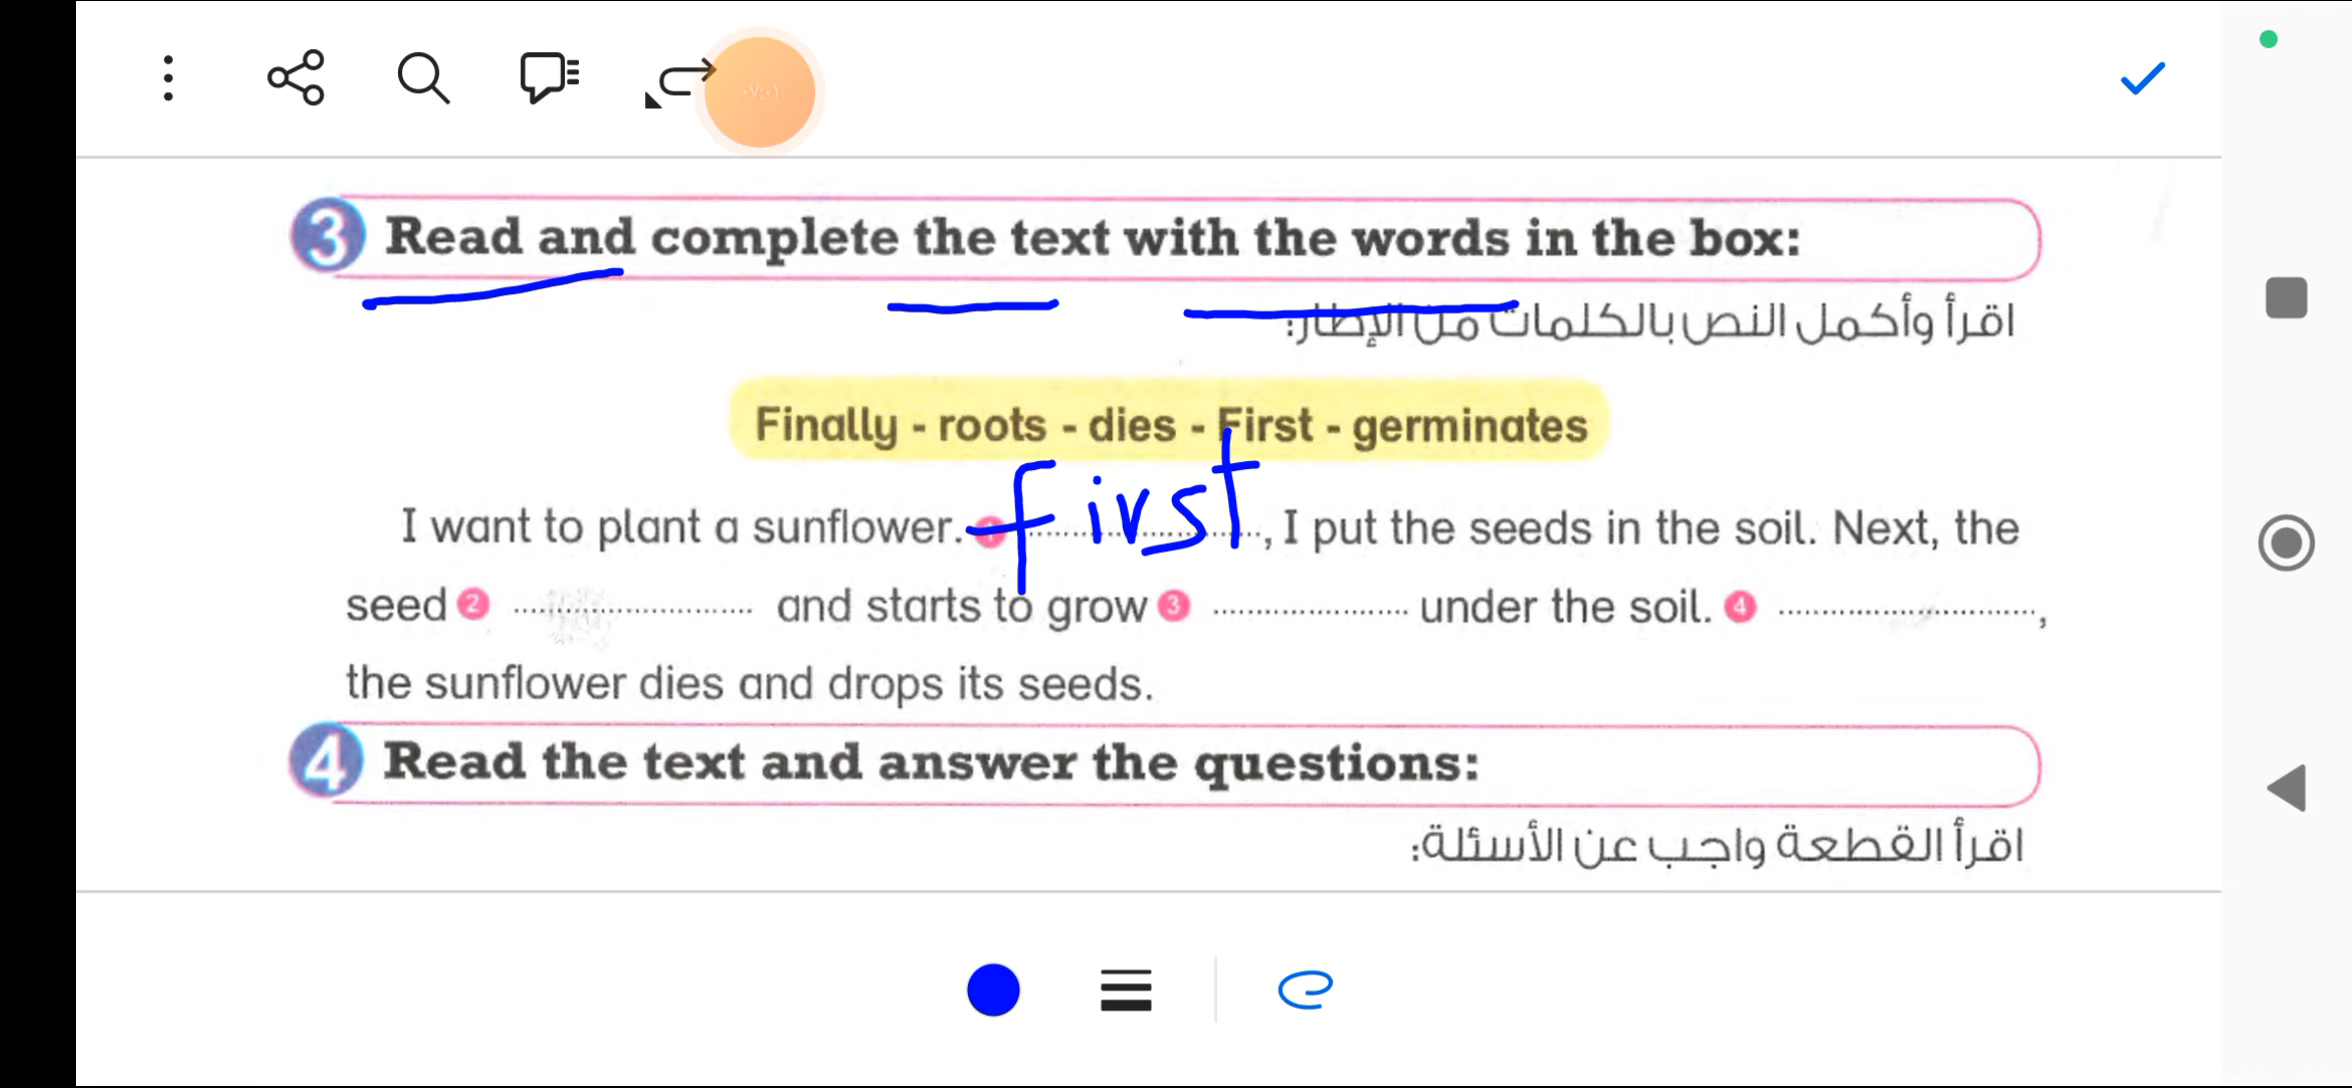 ٠٧:٠١
3 Read and complete the text with the words in the box:
اقرأ وأكمل النص بالكلمات من الإطار:
Finally - roots - dies - First - germinates
I want to plant a sunflower. 1 first ........................, I put the seeds in the soil. Next, the
seed 2 ........................ and starts to grow 3 ........................ under the soil. 4 ........................,
the sunflower dies and drops its seeds.
4 Read the text and answer the questions:
اقرأ القطعة واجب عن الأسئلة: